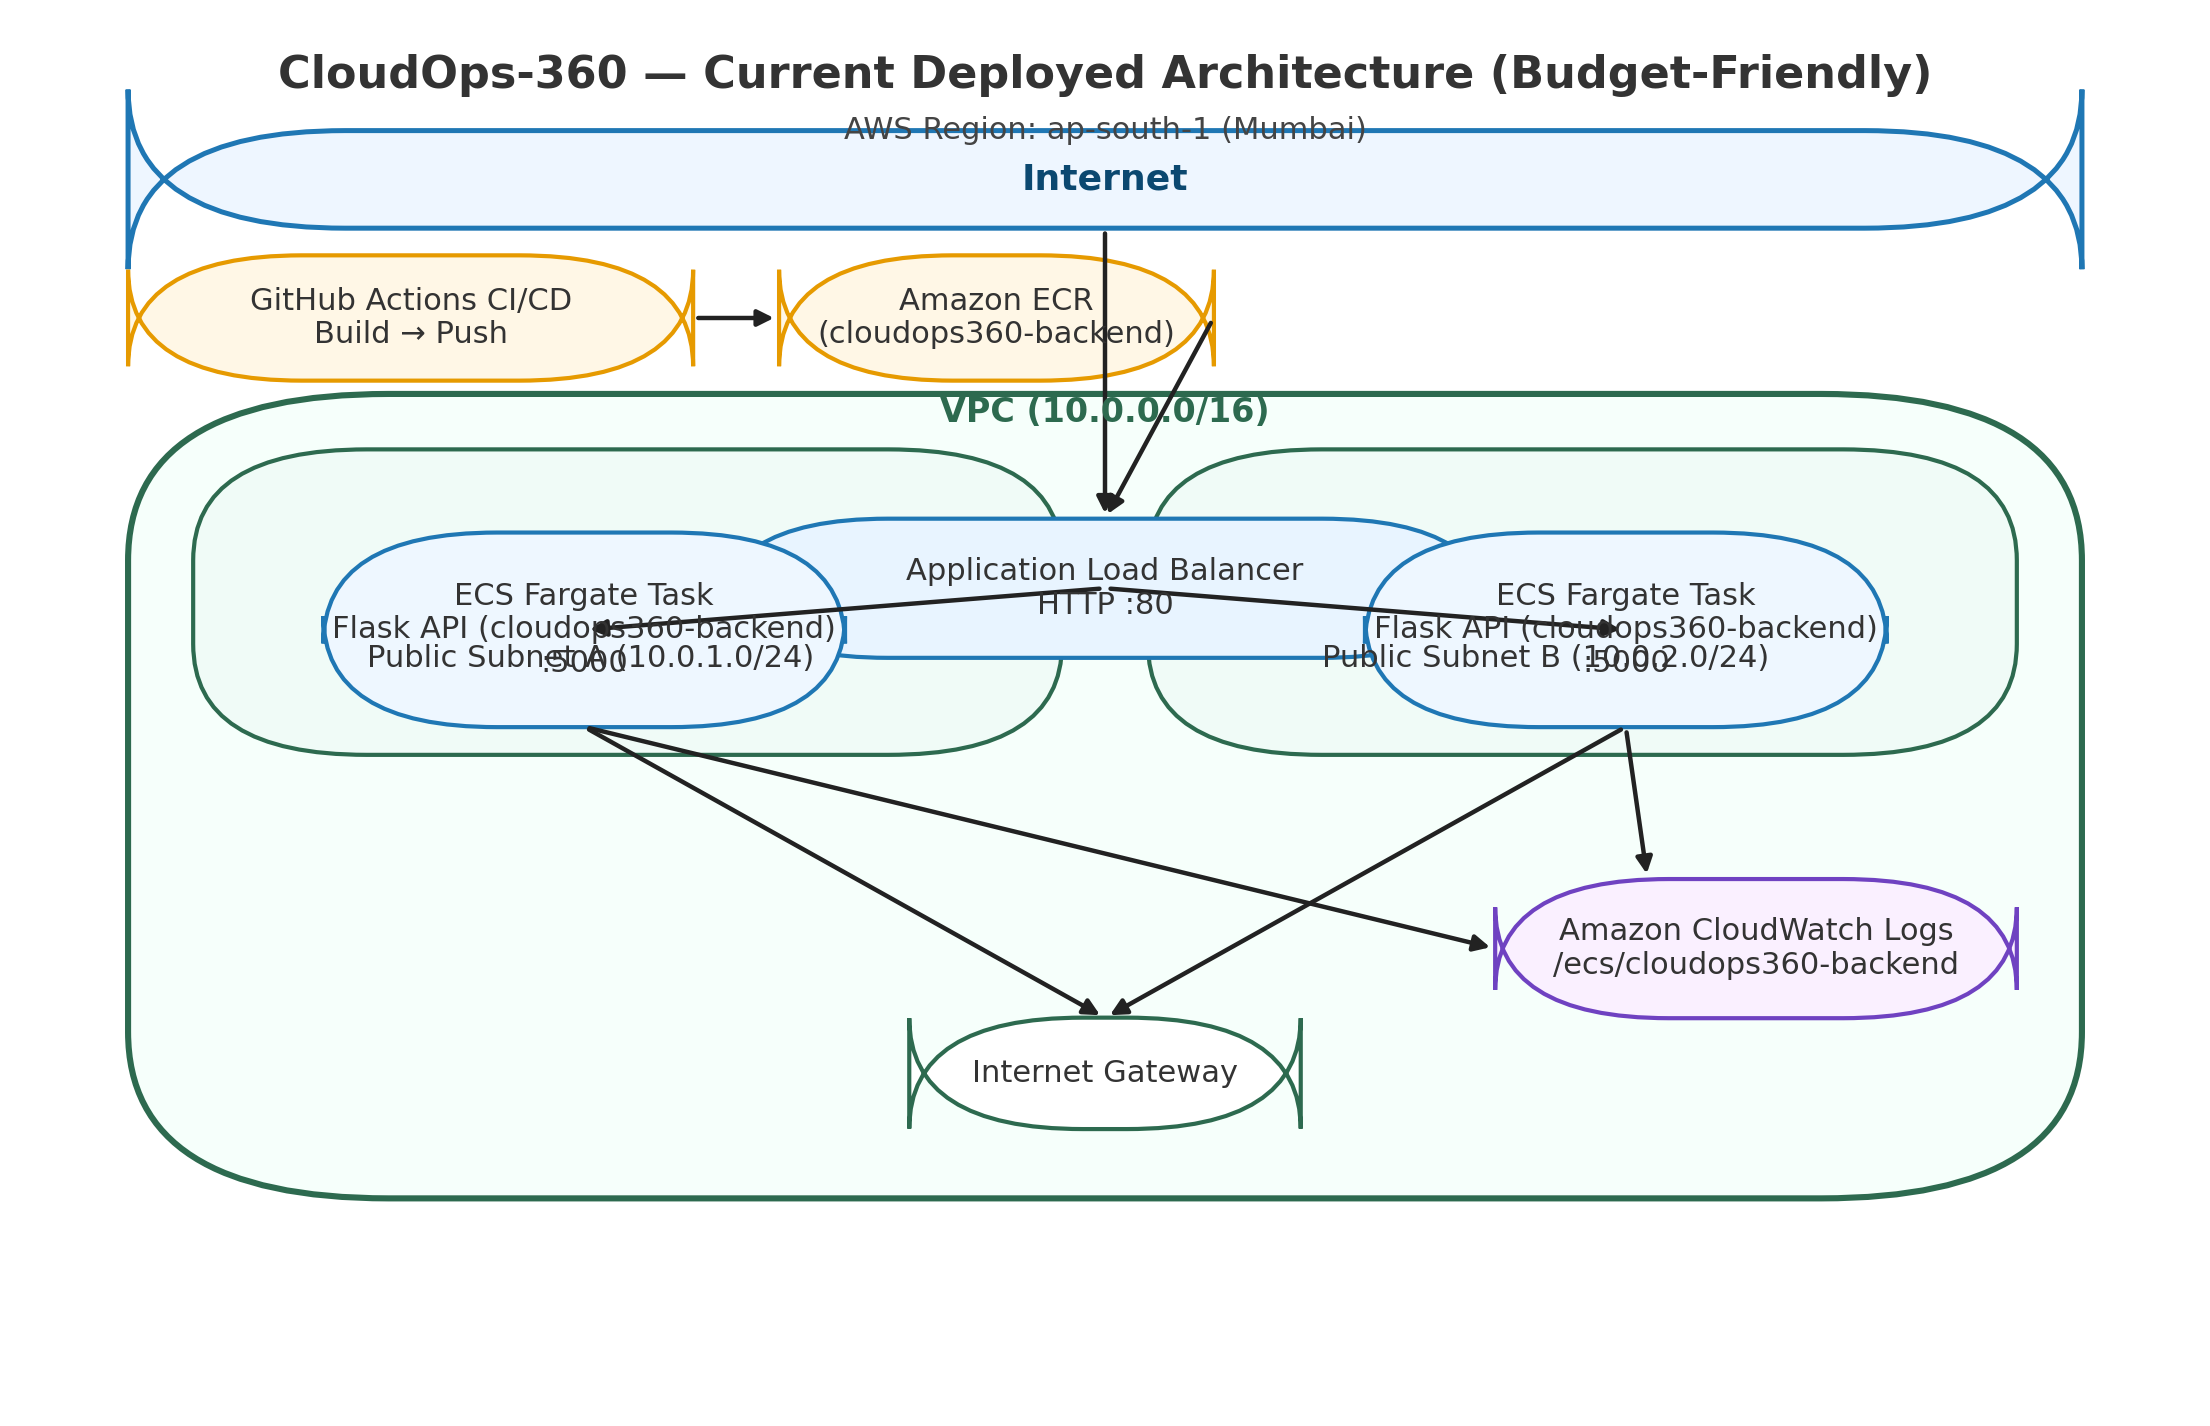 CloudOps-360 — Current Deployed Architecture (Budget-Friendly)
AWS Region: ap-south-1 (Mumbai)
Internet
GitHub Actions CI/CD
Build → Push
Amazon ECR
(cloudops360-backend)
VPC (10.0.0.0/16)
Application Load Balancer
HTTP :80
ECS Fargate Task
Flask API (cloudops360-backend)
:5000
Public Subnet A (10.0.1.0/24)
ECS Fargate Task
Flask API (cloudops360-backend)
:5000
Public Subnet B (10.0.2.0/24)
Amazon CloudWatch Logs
/ecs/cloudops360-backend
Internet Gateway